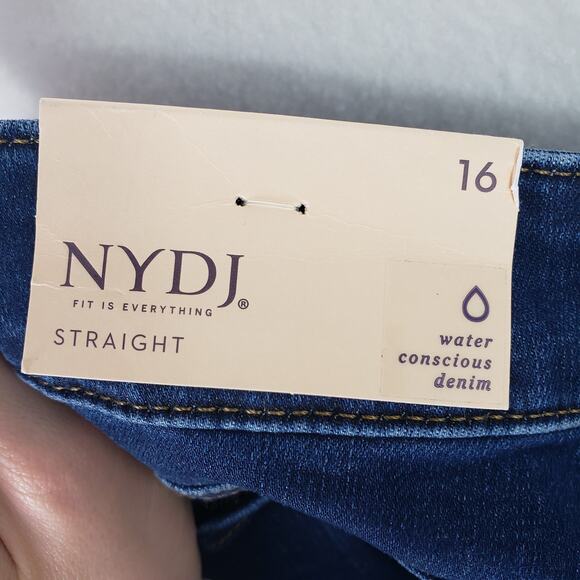 16
NYDJ®
FIT IS EVERYTHING
STRAIGHT
water
conscious
denim